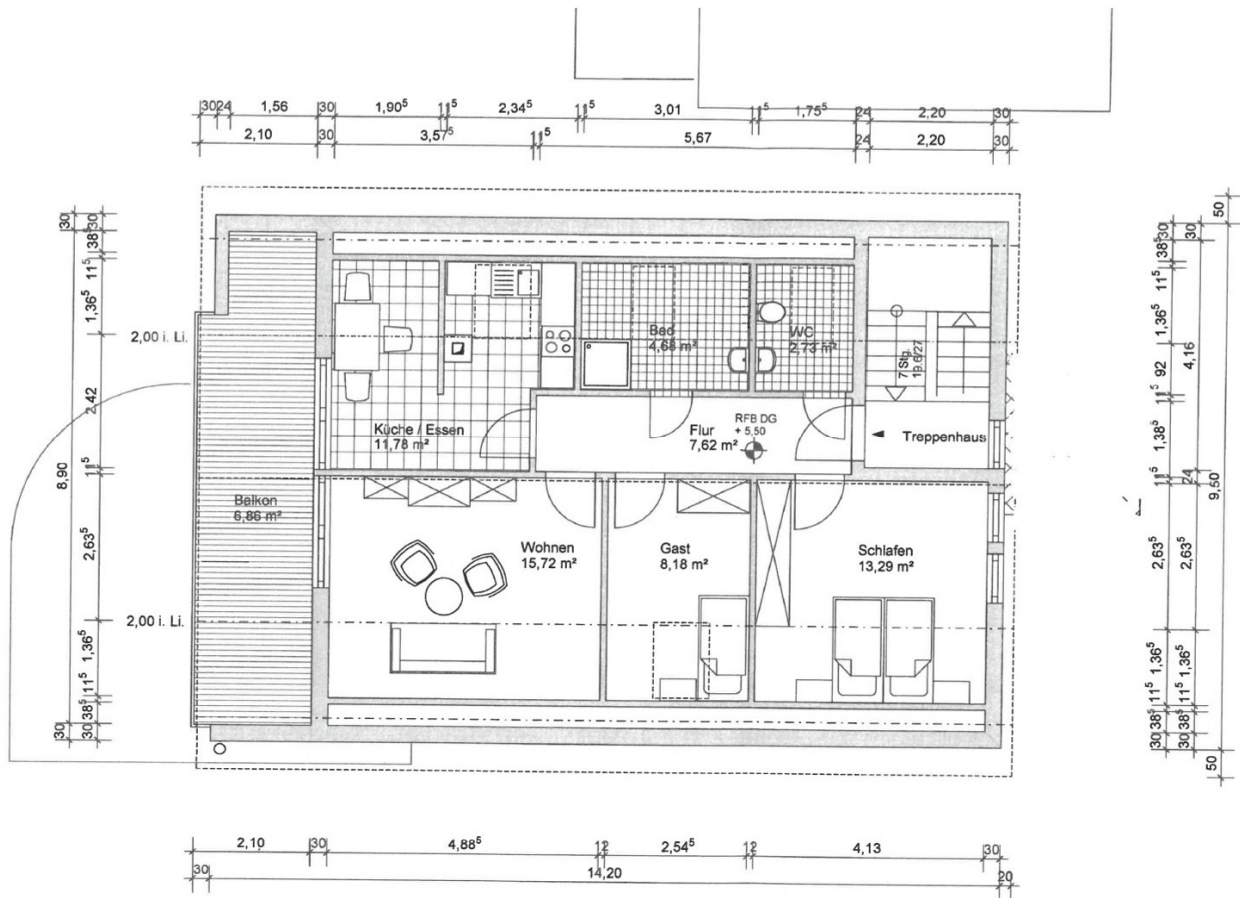 30 24 1,56 30 1,90⁵ 11⁵ 2,34⁵ 11⁵ 3,01 11⁵ 1,75⁵ 24 2,20 30
2,10 30 3,57⁵ 11⁵ 5,67 24 2,20 30
30
8,90
30
30
38⁵
11⁵
1,36⁵
2,42
11⁵
2,63⁵
1,36⁵
11⁵
38⁵
30
2,00 i. Li.
2,00 i. Li.
Küche / Essen
11,78 m²
Bad
4,68 m²
WC
2,73 m²
7 Stg.
19.6/27
Flur
7,62 m²
RFB DG
+ 5,50
Treppenhaus
Balkon
6,86 m²
Wohnen
15,72 m²
Gast
8,18 m²
Schlafen
13,29 m²
30
38⁵
11⁵
1,36⁵
92
11⁵
1,38⁵
11⁵
2,63⁵
1,36⁵
11⁵
38⁵
30
30
4,16
24
2,63⁵
1,36⁵
11⁵
38⁵
30
50
9,50
50
2,10 30 4,88⁵ 12 2,54⁵ 12 4,13 30
30 14,20 20